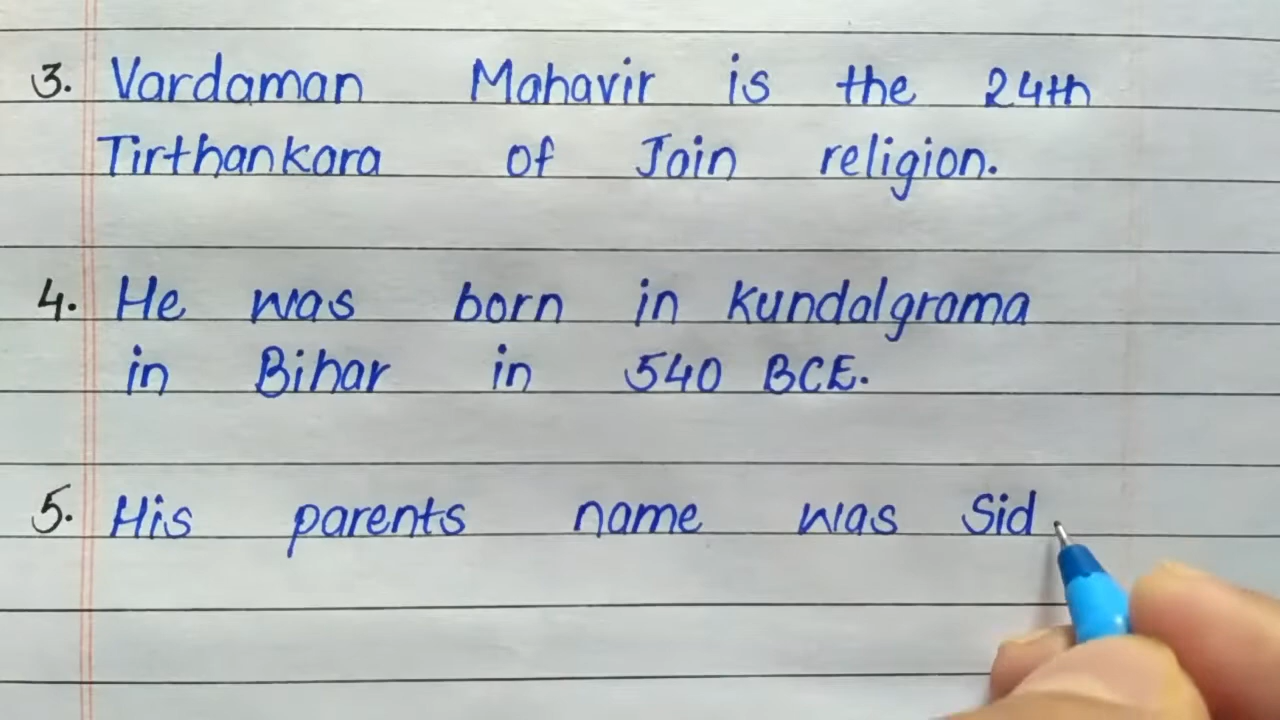 3. Vardaman Mahavir is the 24th
Tirthankara of Jain religion.
4. He was born in Kundalgrama
in Bihar in 540 BCE.
5. His parents name was Sid